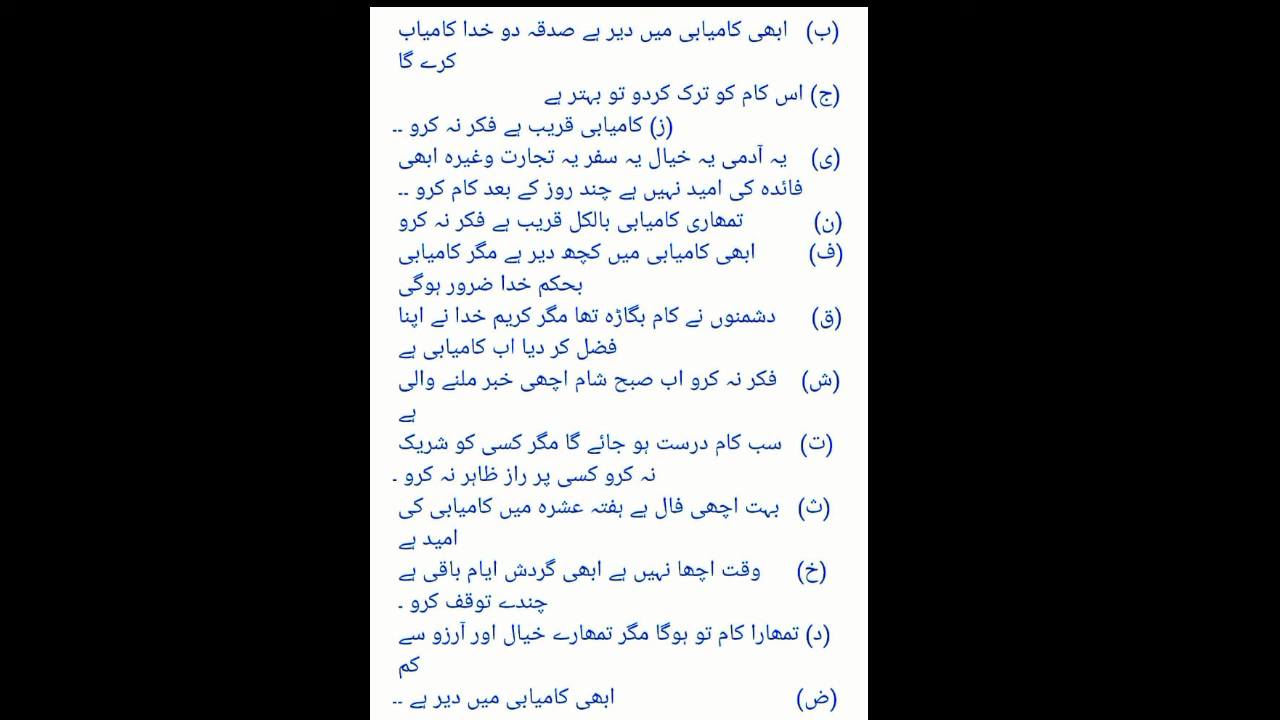 (ب) ابھی کامیابی میں دیر ہے صدقہ دو خدا کامیاب
کرے گا
(ج) اس کام کو ترک کردو تو بہتر ہے
(ز) کامیابی قریب ہے فکر نہ کرو --
(ی) یہ آدمی یہ خیال یہ سفر یہ تجارت وغیرہ ابھی
فائدہ کی امید نہیں ہے چند روز کے بعد کام کرو --
(ن) تمھاری کامیابی بالکل قریب ہے فکر نہ کرو
(ف) ابھی کامیابی میں کچھ دیر ہے مگر کامیابی
بحکم خدا ضرور ہوگی
(ق) دشمنوں نے کام بگاڑہ تھا مگر کریم خدا نے اپنا
فضل کر دیا اب کامیابی ہے
(ش) فکر نہ کرو اب صبح شام اچھی خبر ملنے والی
ہے
(ت) سب کام درست ہو جائے گا مگر کسی کو شریک
نہ کرو کسی پر راز ظاہر نہ کرو ۔
(ث) بہت اچھی فال ہے ہفتہ عشرہ میں کامیابی کی
امید ہے
(خ) وقت اچھا نہیں ہے ابھی گردش ایام باقی ہے
چندے توقف کرو ۔
(د) تمھارا کام تو ہوگا مگر تمھارے خیال اور آرزو سے
کم
(ض) ابھی کامیابی میں دیر ہے --